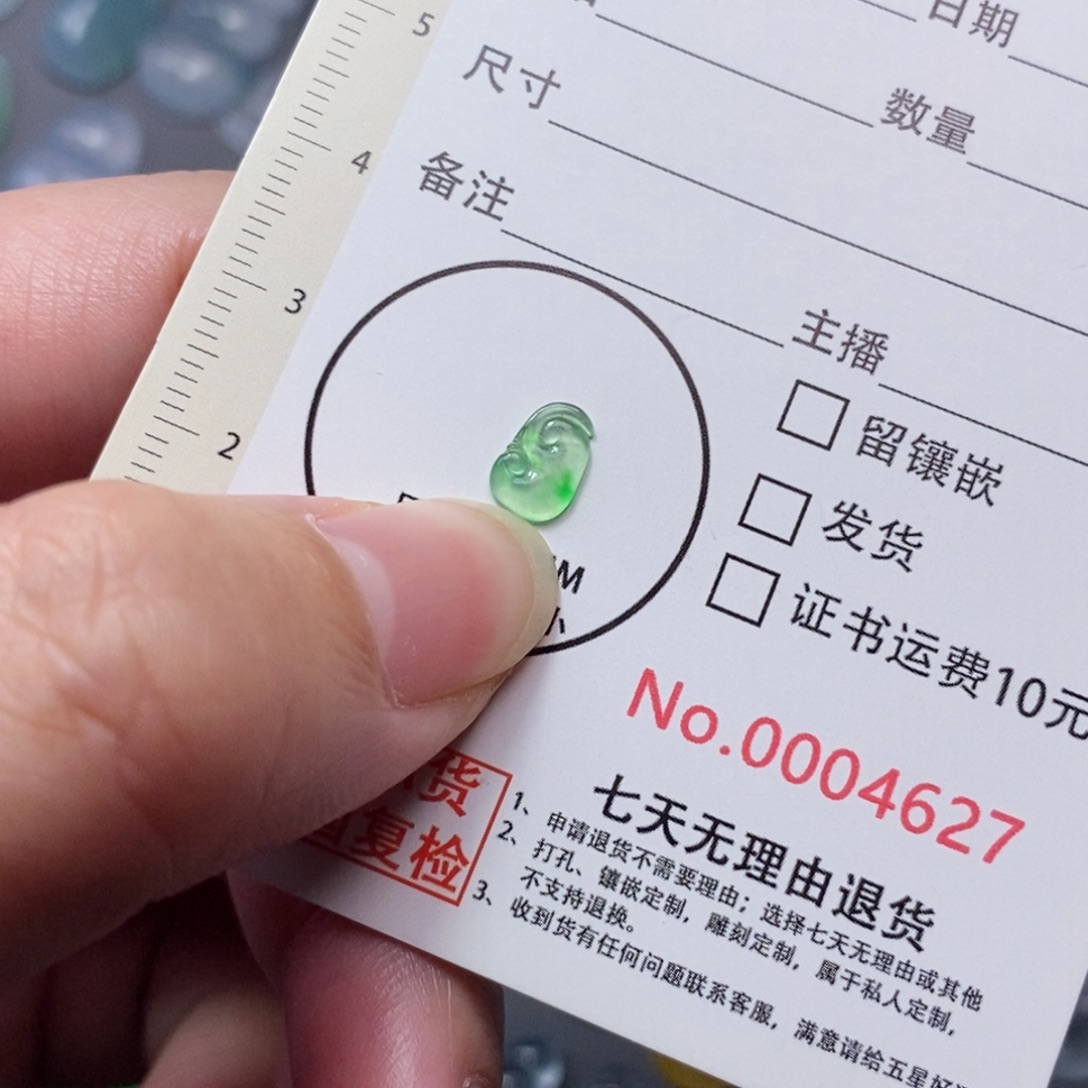 5
日期
尺寸
数量
4
备注
3
主播
留镶嵌
2
发货
证书运费10元
No.0004627
货
复检
七天无理由退货
1、申请退货不需要理由；选择七天无理由或其他
2、打孔、镶嵌定制，雕刻定制，属于私人定制，
不支持退换。
3、收到货有任何问题联系客服，满意请给五星好